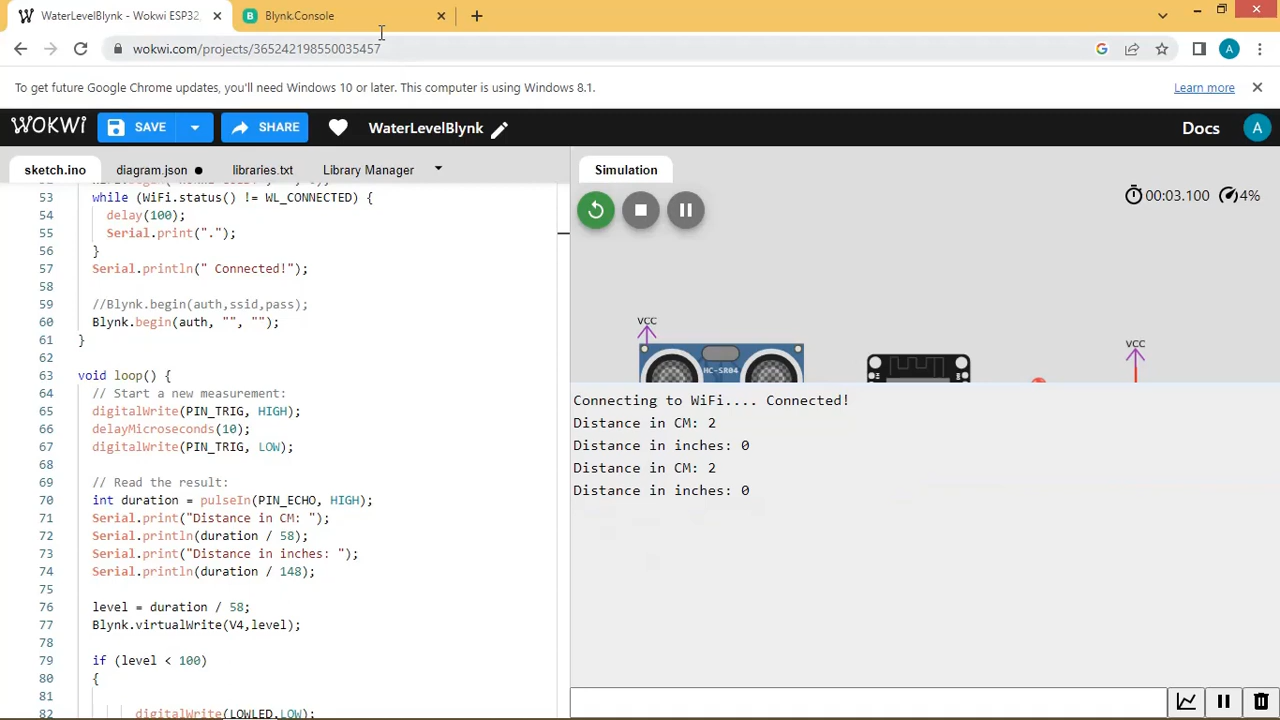 WaterLevelBlynk - Wokwi ESP32,
Blynk.Console
wokwi.com/projects/365242198550035457
A
To get future Google Chrome updates, you'll need Windows 10 or later. This computer is using Windows 8.1.
Learn more
WOKWI
SAVE
SHARE
WaterLevelBlynk
Docs
A
sketch.ino
diagram.json
libraries.txt
Library Manager
Simulation
00:03.100
4%
53 while (WiFi.status() != WL_CONNECTED) {
54 delay(100);
55 Serial.print(".");
56 }
57 Serial.println(" Connected!");
58
59 //Blynk.begin(auth,ssid,pass);
60 Blynk.begin(auth, "", "");
61 }
62
63 void loop() {
64 // Start a new measurement:
65 digitalWrite(PIN_TRIG, HIGH);
66 delayMicroseconds(10);
67 digitalWrite(PIN_TRIG, LOW);
68
69 // Read the result:
70 int duration = pulseIn(PIN_ECHO, HIGH);
71 Serial.print("Distance in CM: ");
72 Serial.println(duration / 58);
73 Serial.print("Distance in inches: ");
74 Serial.println(duration / 148);
75
76 level = duration / 58;
77 Blynk.virtualWrite(V4,level);
78
79 if (level < 100)
80 {
81
82 digitalWrite(LOWLED,LOW);
VCC
HC-SR04
VCC
Connecting to WiFi.... Connected!
Distance in CM: 2
Distance in inches: 0
Distance in CM: 2
Distance in inches: 0